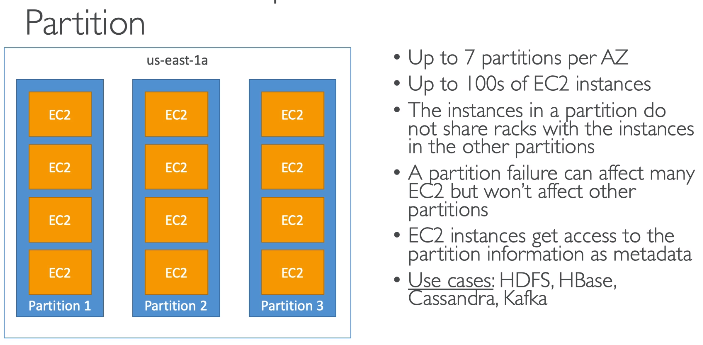 Partition
us-east-1a
EC2 EC2 EC2
EC2 EC2 EC2
EC2 EC2 EC2
EC2 EC2 EC2
Partition 1 Partition 2 Partition 3
• Up to 7 partitions per AZ
• Up to 100s of EC2 instances
• The instances in a partition do
not share racks with the instances
in the other partitions
• A partition failure can affect many
EC2 but won't affect other
partitions
• EC2 instances get access to the
partition information as metadata
• Use cases: HDFS, HBase,
Cassandra, Kafka